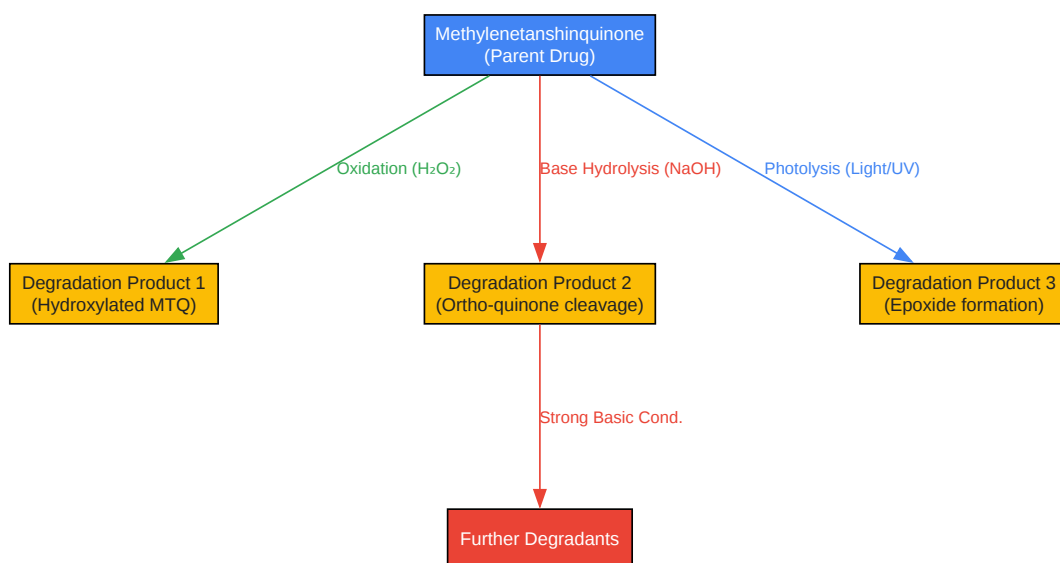 Methylenetanshinquinone
(Parent Drug)
Oxidation (H₂O₂)
Base Hydrolysis (NaOH)
Photolysis (Light/UV)
Degradation Product 1
(Hydroxylated MTQ)
Degradation Product 2
(Ortho-quinone cleavage)
Degradation Product 3
(Epoxide formation)
Strong Basic Cond.
Further Degradants